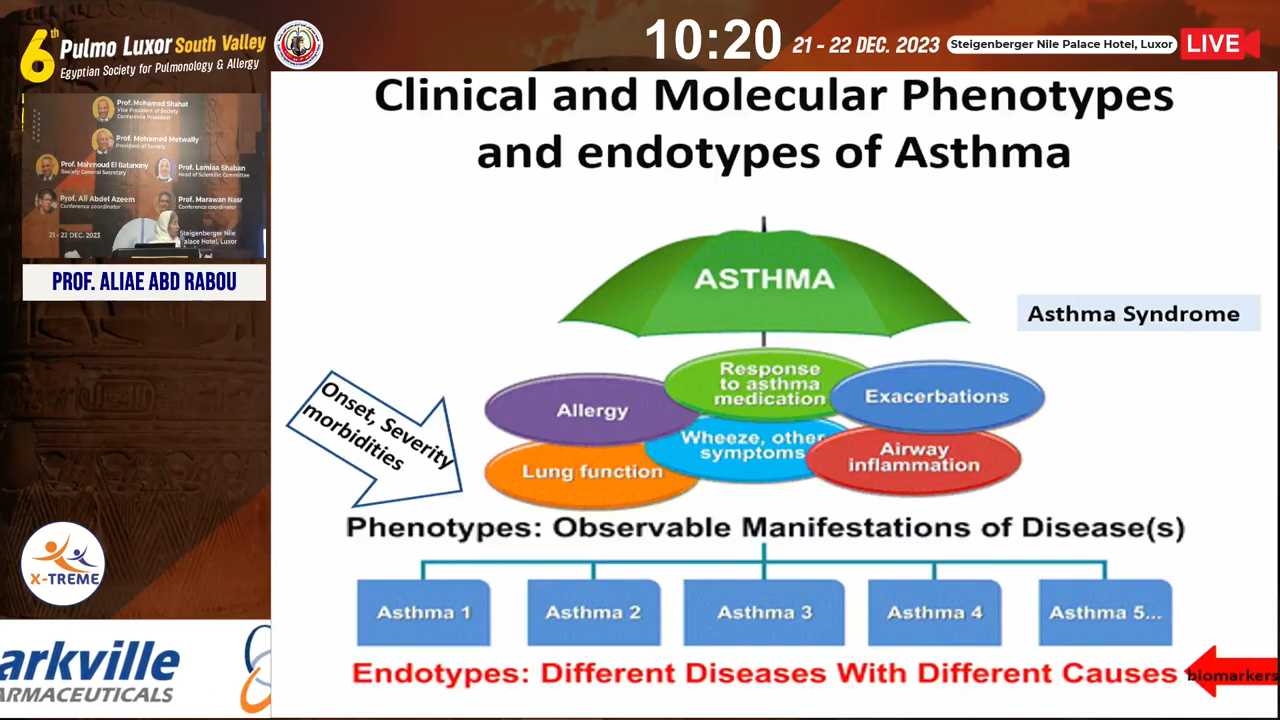 6th Pulmo Luxor South Valley
Egyptian Society for Pulmonology & Allergy
10:20
21 - 22 DEC. 2023
Steigenberger Nile Palace Hotel, Luxor
LIVE
Prof. Mohamed Shahat
Vice President of Society
Conference President
Prof. Mohamed Metwally
President of Society
Prof. Mahmoud El Batanony
Society General Secretary
Prof. Lamiaa Shaban
Head of Scientific Committee
Prof. Ali Abdel Azeem
Conference coordinator
Prof. Marawan Nasr
Conference coordinator
21 - 22 DEC. 2023
Steigenberger Nile
Palace Hotel, Luxor
PROF. ALIAE ABD RABOU
X-TREME
arkville
ARMACEUTICALS
Clinical and Molecular Phenotypes
and endotypes of Asthma
ASTHMA
Asthma Syndrome
Onset, Severity
morbidities
Allergy
Response
to asthma
medication
Exacerbations
Lung function
Wheeze, other
symptoms
Airway
inflammation
Phenotypes: Observable Manifestations of Disease(s)
Asthma 1
Asthma 2
Asthma 3
Asthma 4
Asthma 5...
Endotypes: Different Diseases With Different Causes
biomarkers